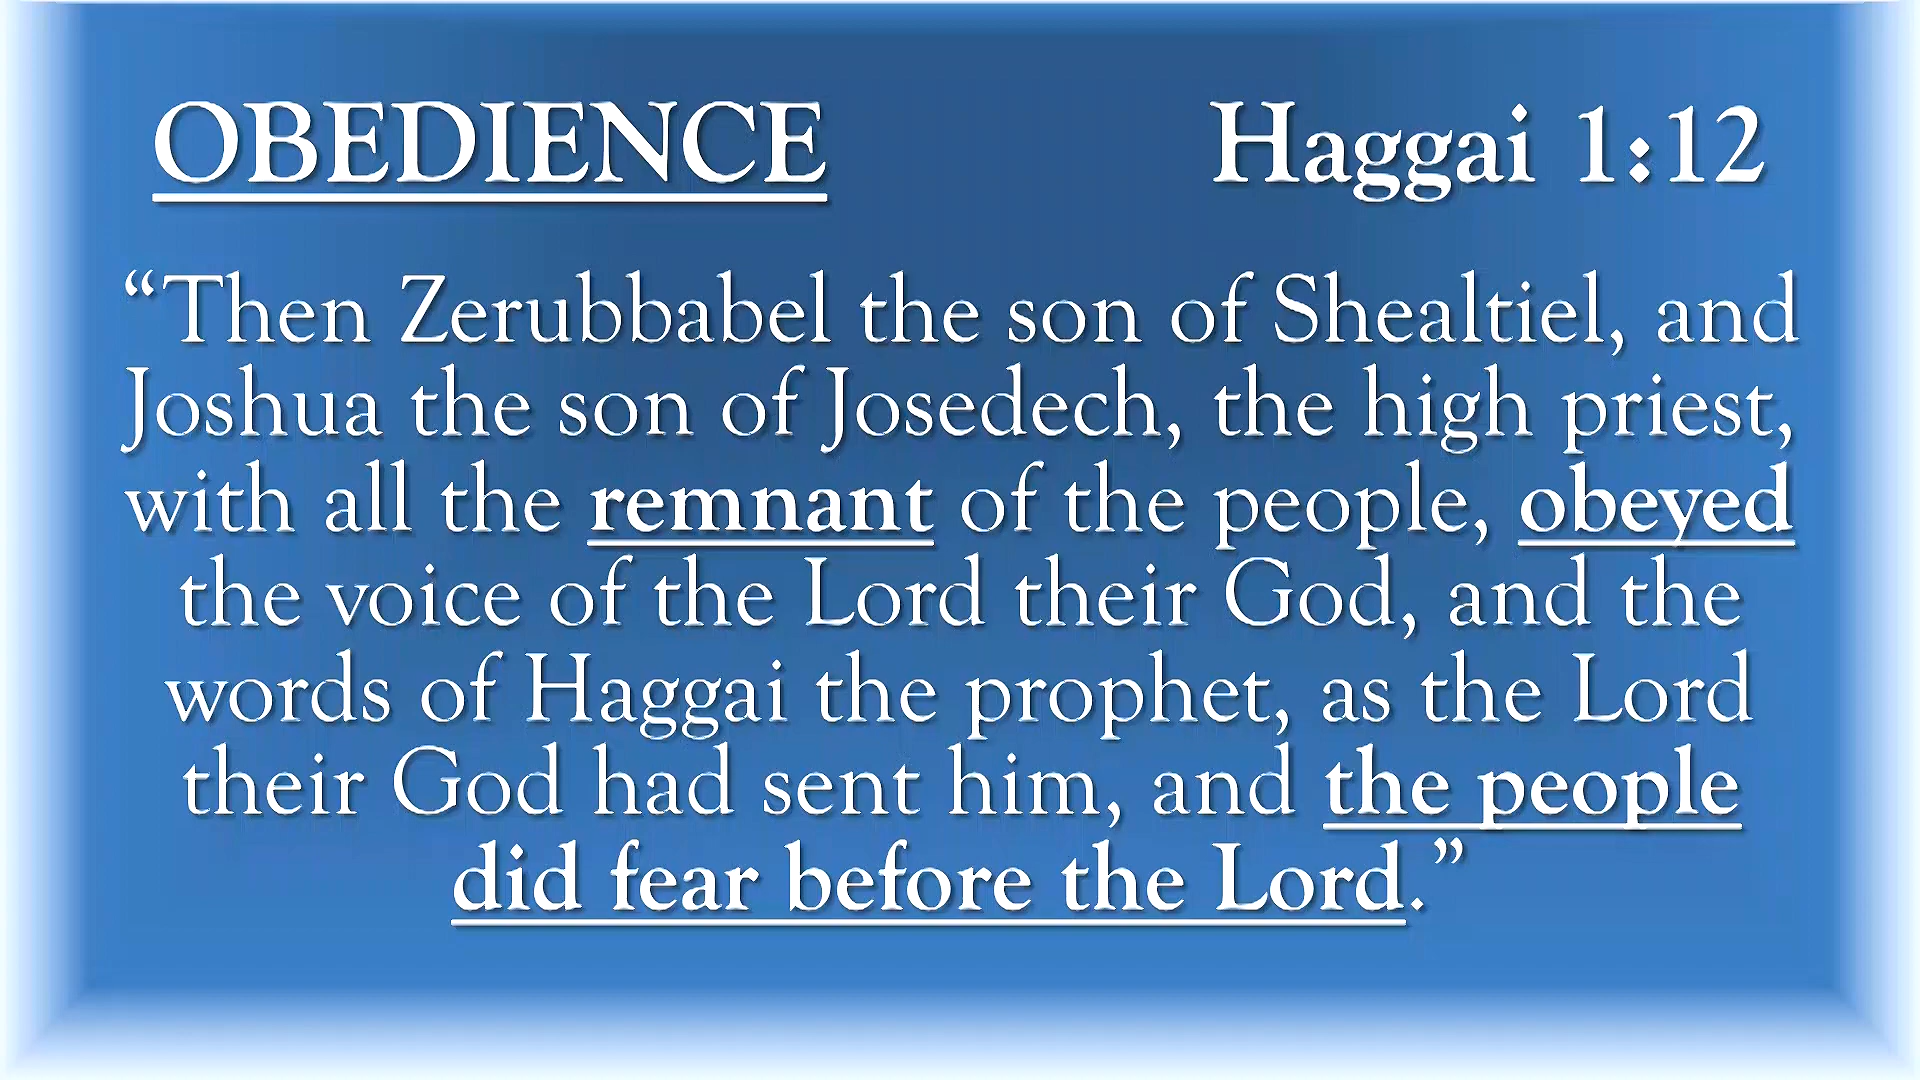 OBEDIENCE Haggai 1:12
“Then Zerubbabel the son of Shealtiel, and
Joshua the son of Josedech, the high priest,
with all the remnant of the people, obeyed
the voice of the Lord their God, and the
words of Haggai the prophet, as the Lord
their God had sent him, and the people
did fear before the Lord.”